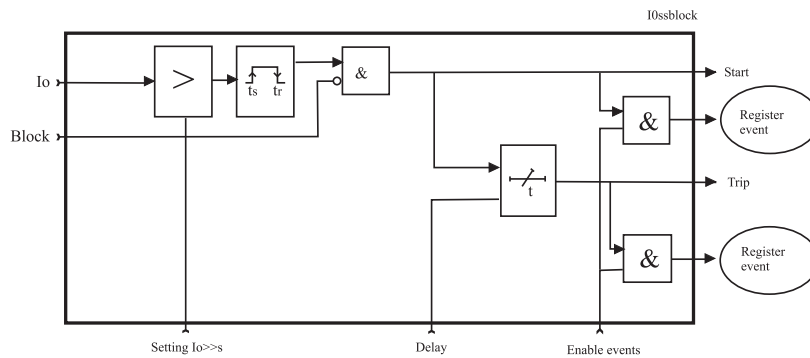 I0ssblock
Io
>
ts tr
&
Start
Block
&
Register
event
t
Trip
&
Register
event
Setting Io>>s
Delay
Enable events